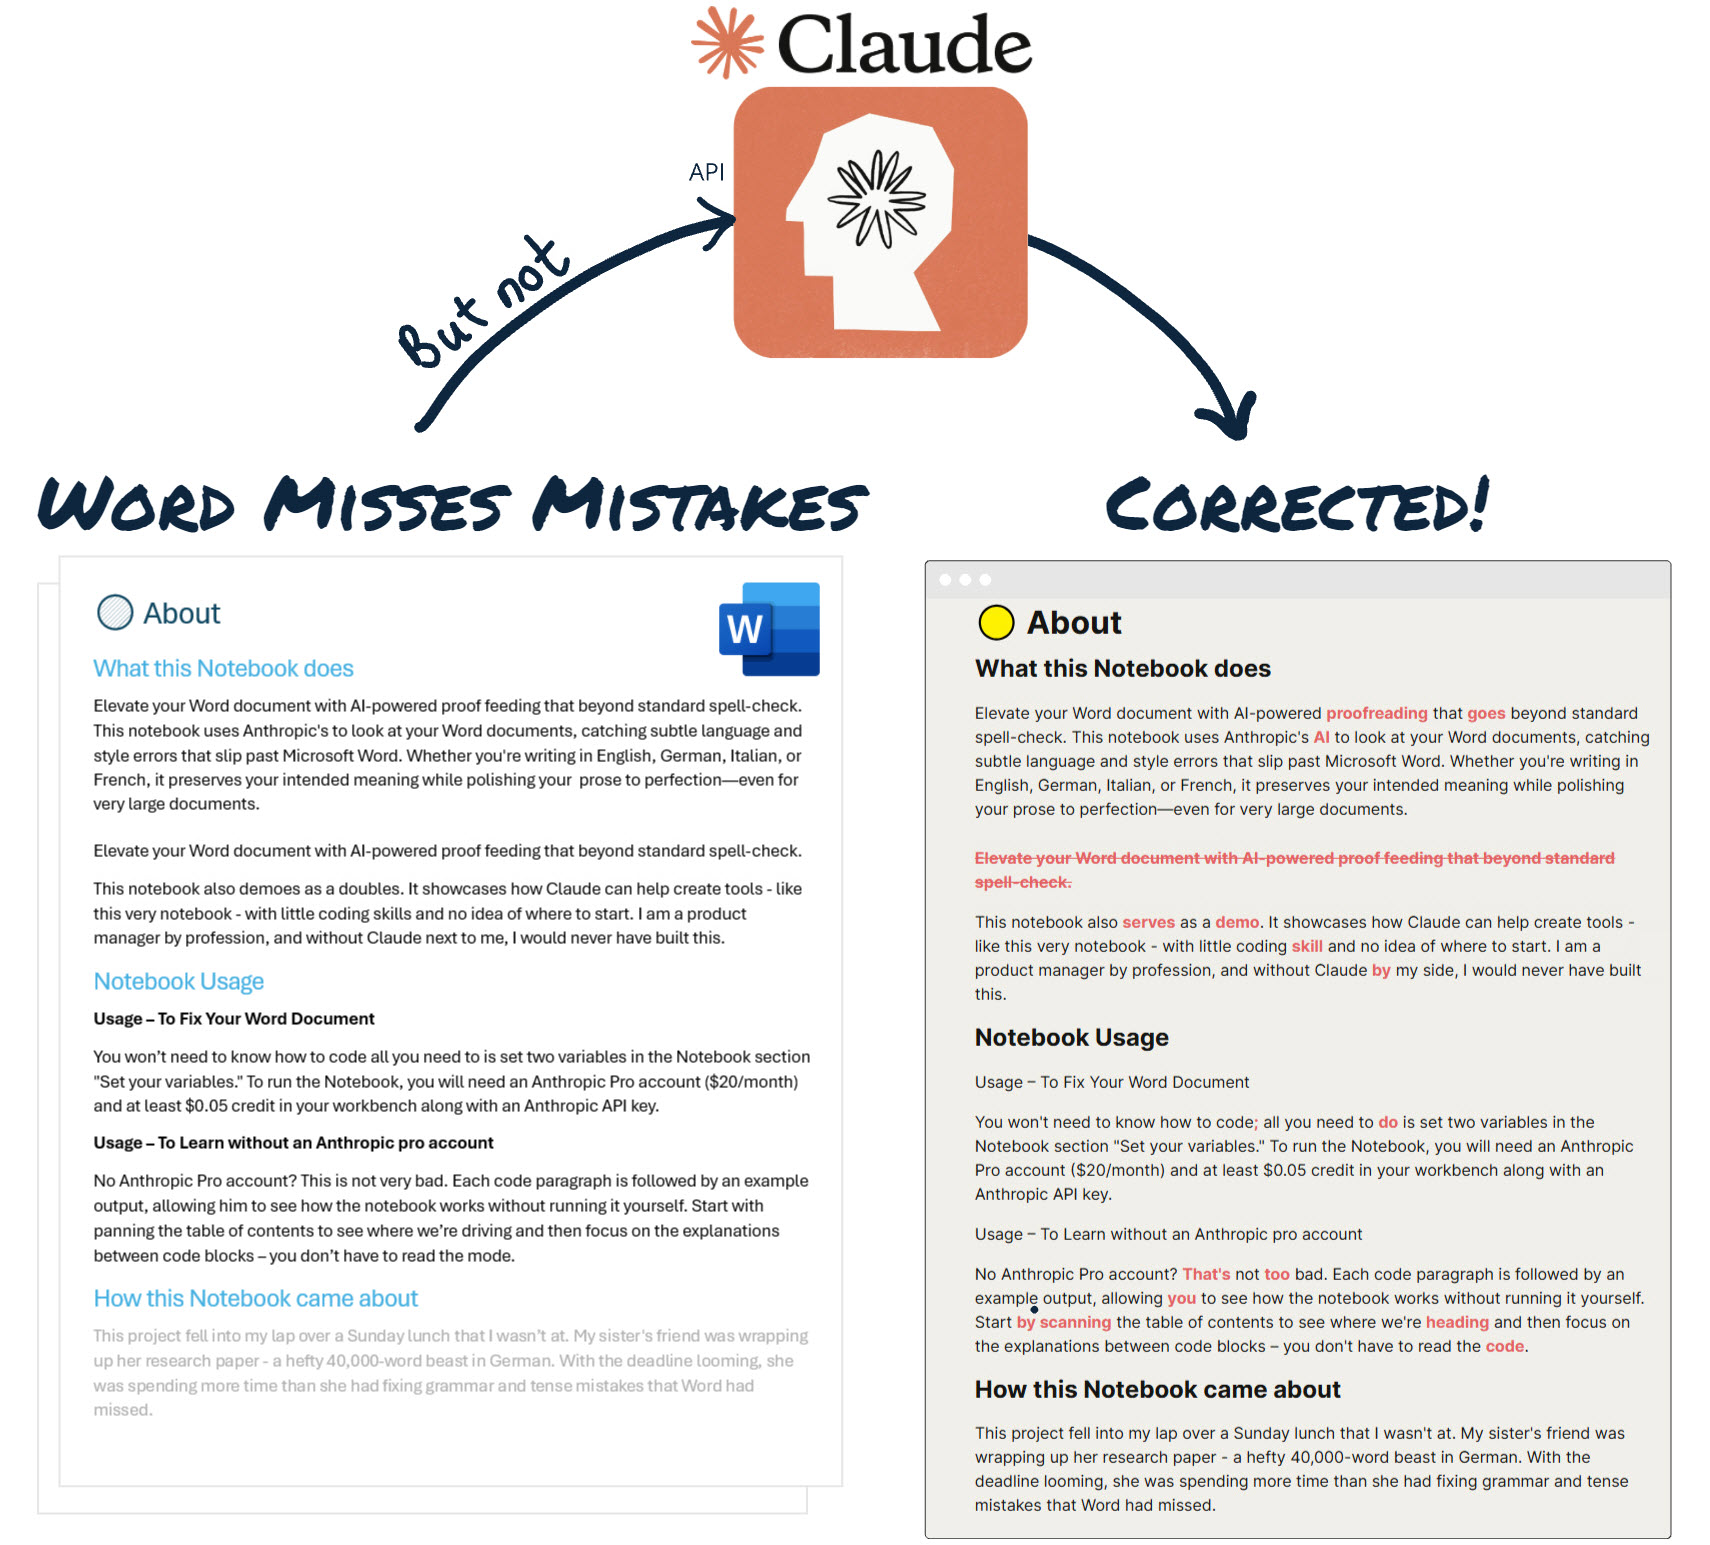 Claude
API
But not
WORD MISSES MISTAKES
CORRECTED!
W
About
What this Notebook does
Elevate your Word document with AI-powered proof feeding that beyond standard spell-check.
This notebook uses Anthropic's to look at your Word documents, catching subtle language and
style errors that slip past Microsoft Word. Whether you're writing in English, German, Italian, or
French, it preserves your intended meaning while polishing your  prose to perfection—even for
very large documents.
Elevate your Word document with AI-powered proof feeding that beyond standard spell-check.
This notebook also demoes as a doubles. It showcases how Claude can help create tools - like
this very notebook - with little coding skills and no idea of where to start. I am a product
manager by profession, and without Claude next to me, I would never have built this.
Notebook Usage
Usage – To Fix Your Word Document
You won't need to know how to code all you need to is set two variables in the Notebook section
"Set your variables." To run the Notebook, you will need an Anthropic Pro account ($20/month)
and at least $0.05 credit in your workbench along with an Anthropic API key.
Usage – To Learn without an Anthropic pro account
No Anthropic Pro account? This is not very bad. Each code paragraph is followed by an example
output, allowing him to see how the notebook works without running it yourself. Start with
panning the table of contents to see where we're driving and then focus on the explanations
between code blocks – you don't have to read the mode.
How this Notebook came about
This project fell into my lap over a Sunday lunch that I wasn't at. My sister's friend was wrapping
up her research paper - a hefty 40,000-word beast in German. With the deadline looming, she
was spending more time than she had fixing grammar and tense mistakes that Word had
missed.
About
What this Notebook does
Elevate your Word document with AI-powered proofreading that goes beyond standard
spell-check. This notebook uses Anthropic's AI to look at your Word documents, catching
subtle language and style errors that slip past Microsoft Word. Whether you're writing in
English, German, Italian, or French, it preserves your intended meaning while polishing
your prose to perfection—even for very large documents.
Elevate your Word document with AI-powered proof feeding that beyond standard
spell-check.
This notebook also serves as a demo. It showcases how Claude can help create tools -
like this very notebook - with little coding skill and no idea of where to start. I am a
product manager by profession, and without Claude by my side, I would never have built
this.
Notebook Usage
Usage – To Fix Your Word Document
You won't need to know how to code; all you need to do is set two variables in the
Notebook section "Set your variables." To run the Notebook, you will need an Anthropic
Pro account ($20/month) and at least $0.05 credit in your workbench along with an
Anthropic API key.
Usage – To Learn without an Anthropic pro account
No Anthropic Pro account? That's not too bad. Each code paragraph is followed by an
example output, allowing you to see how the notebook works without running it yourself.
Start by scanning the table of contents to see where we're heading and then focus on
the explanations between code blocks – you don't have to read the code.
How this Notebook came about
This project fell into my lap over a Sunday lunch that I wasn't at. My sister's friend was
wrapping up her research paper - a hefty 40,000-word beast in German. With the
deadline looming, she was spending more time than she had fixing grammar and tense
mistakes that Word had missed.